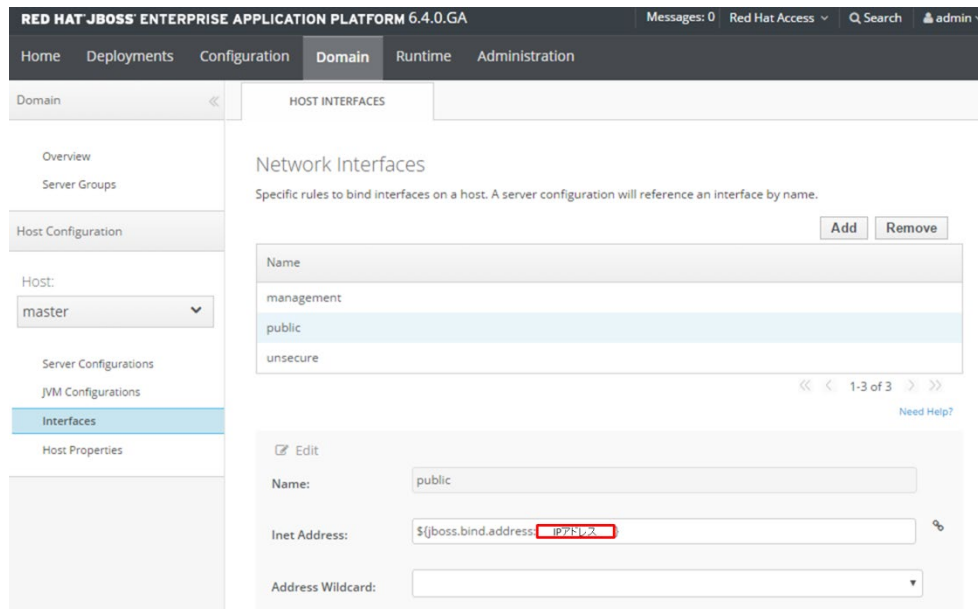 RED HAT® JBOSS® ENTERPRISE APPLICATION PLATFORM 6.4.0.GA
Messages: 0 Red Hat Access Search admin
Home Deployments Configuration Domain Runtime Administration
Domain
Overview
Server Groups
Host Configuration
Host:
master
Server Configurations
JVM Configurations
Interfaces
Host Properties
HOST INTERFACES
Network Interfaces
Specific rules to bind interfaces on a host. A server configuration will reference an interface by name.
Add Remove
Name
management
public
unsecure
1-3 of 3
Need Help?
Edit
Name: public
Inet Address: ${jboss.bind.address: IPアドレス }
Address Wildcard: